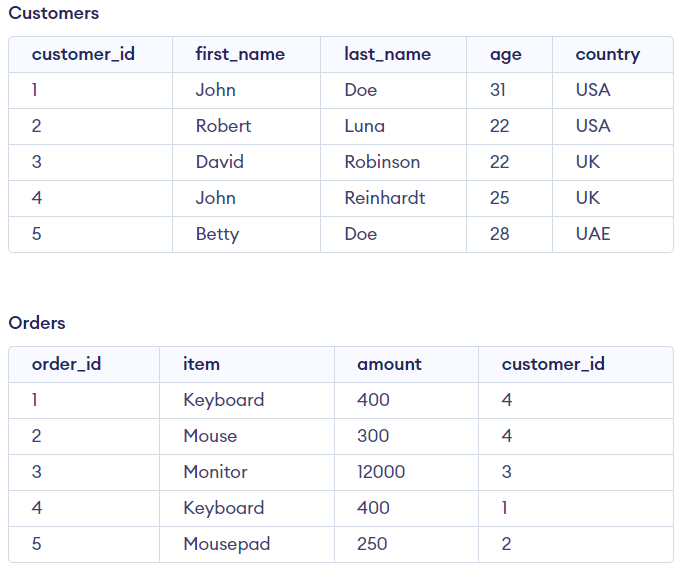 Customers
customer_id first_name last_name age country
1 John Doe 31 USA
2 Robert Luna 22 USA
3 David Robinson 22 UK
4 John Reinhardt 25 UK
5 Betty Doe 28 UAE
Orders
order_id item amount customer_id
1 Keyboard 400 4
2 Mouse 300 4
3 Monitor 12000 3
4 Keyboard 400 1
5 Mousepad 250 2